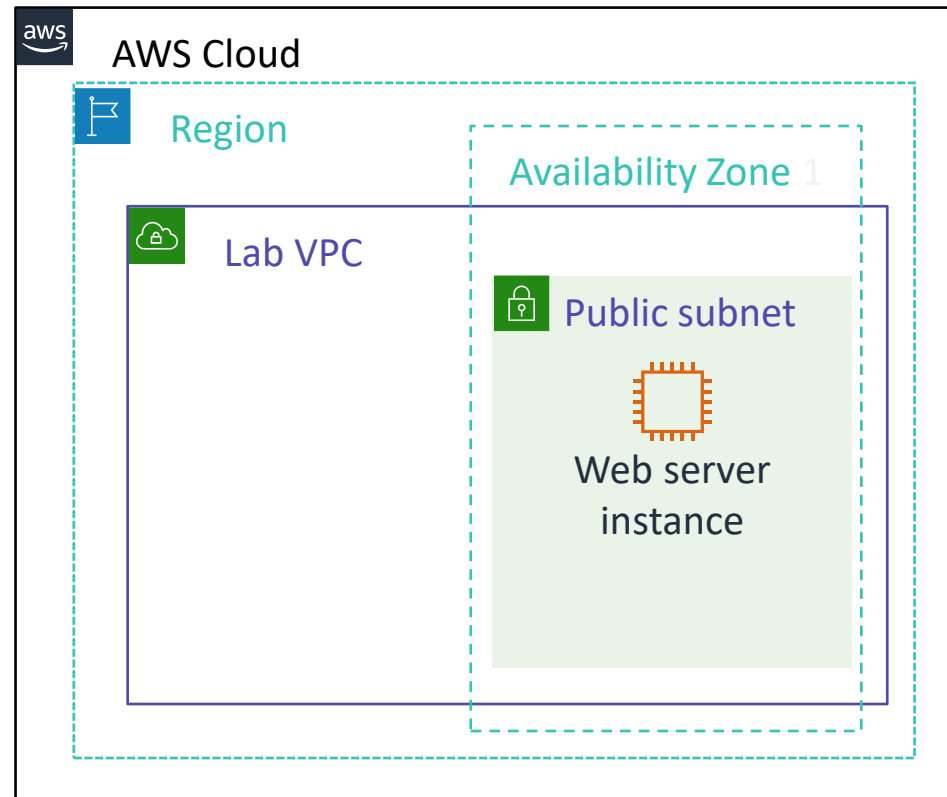 aws
AWS Cloud
Region
Availability Zone 1
Lab VPC
Public subnet
Web server
instance